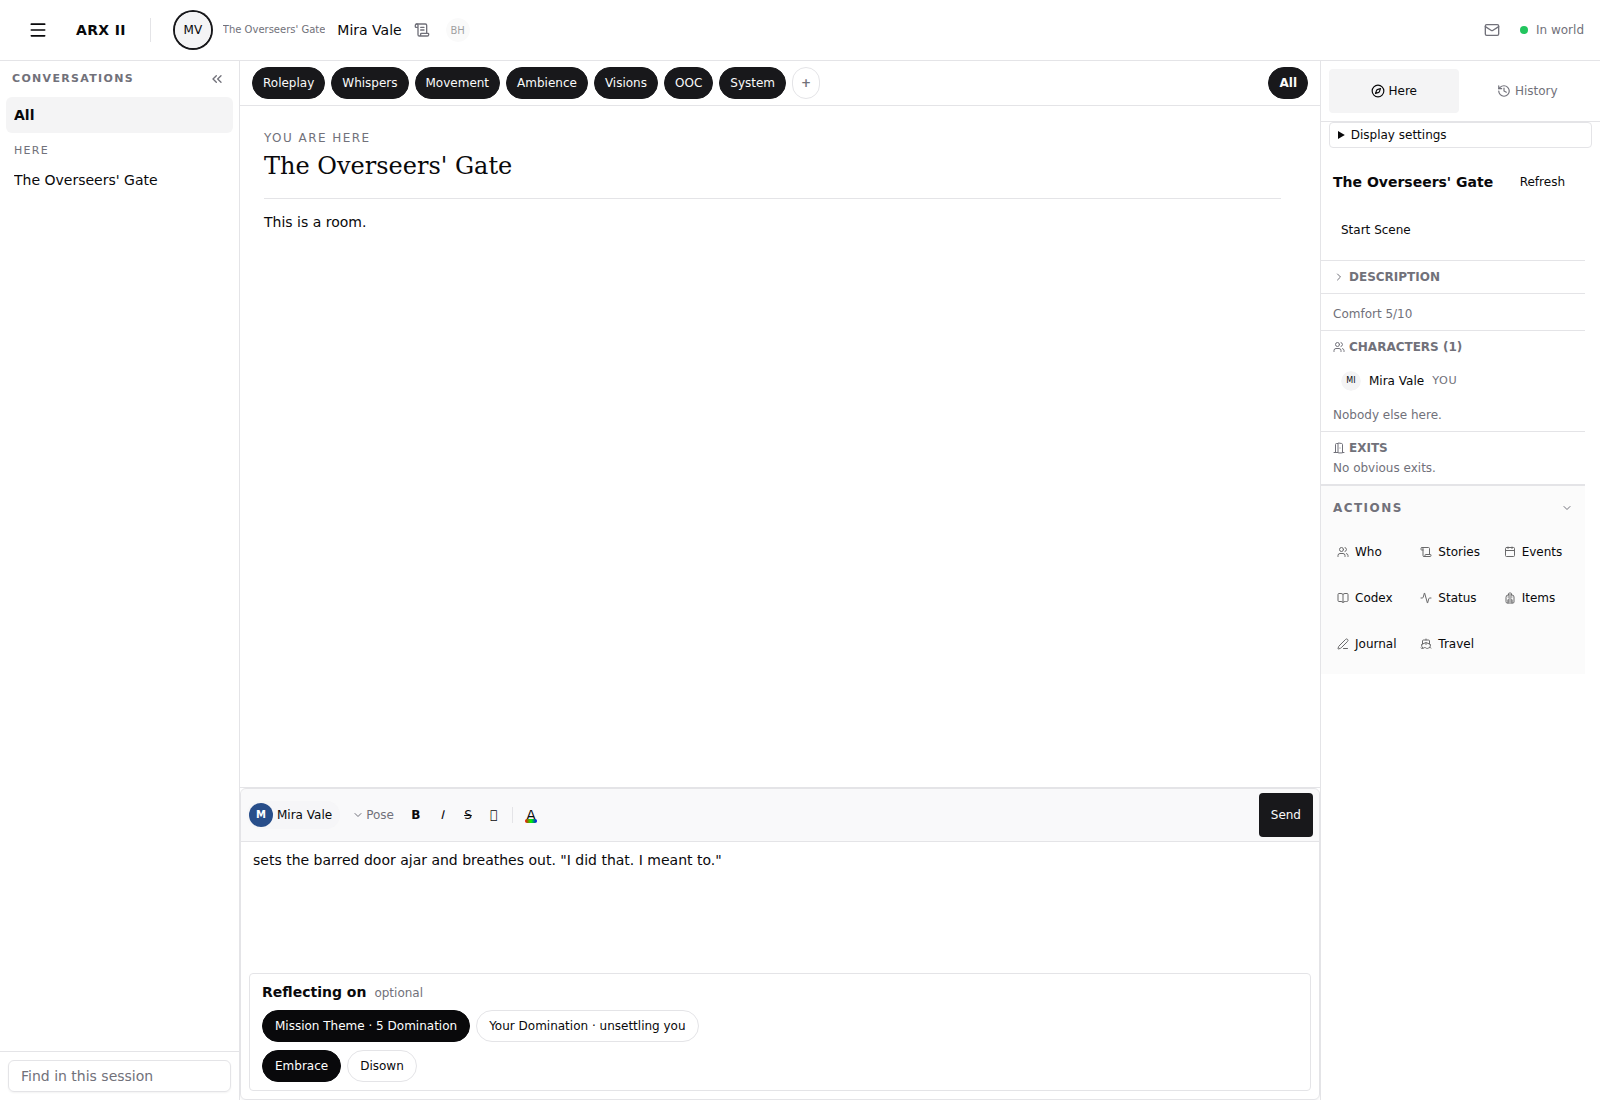 ARX II
MV
The Overseers' Gate
Mira Vale
BH
In world
CONVERSATIONS
All
HERE
The Overseers' Gate
Find in this session
Roleplay
Whispers
Movement
Ambience
Visions
OOC
System
+
All
YOU ARE HERE
The Overseers' Gate
This is a room.
M
Mira Vale
Pose
B
I
S
A
Send
sets the barred door ajar and breathes out. "I did that. I meant to."
Reflecting on optional
Mission Theme · 5 Domination
Your Domination · unsettling you
Embrace
Disown
Here
History
Display settings
The Overseers' Gate
Refresh
Start Scene
DESCRIPTION
Comfort 5/10
CHARACTERS (1)
MI
Mira Vale YOU
Nobody else here.
EXITS
No obvious exits.
ACTIONS
Who
Stories
Events
Codex
Status
Items
Journal
Travel